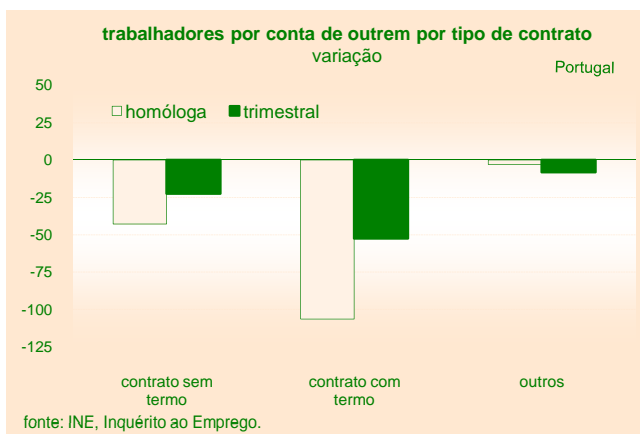 trabalhadores por conta de outrem por tipo de contrato
variação
Portugal
50
homóloga trimestral
25
0
-25
-50
-75
-100
-125
contrato sem termo
contrato com termo
outros
fonte: INE, Inquérito ao Emprego.